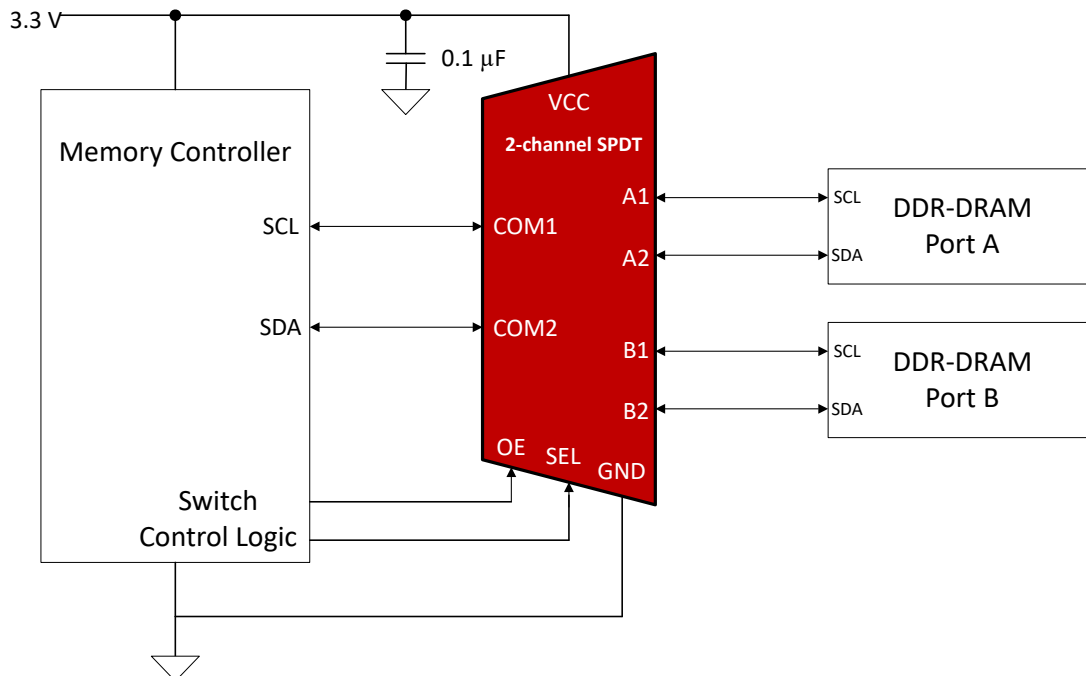 3.3 V
0.1 μF
VCC
2-channel SPDT
Memory Controller
SCL
SDA
COM1
COM2
A1
A2
B1
B2
SCL
SDA
DDR-DRAM
Port A
SCL
SDA
DDR-DRAM
Port B
OE
SEL
GND
Switch
Control Logic